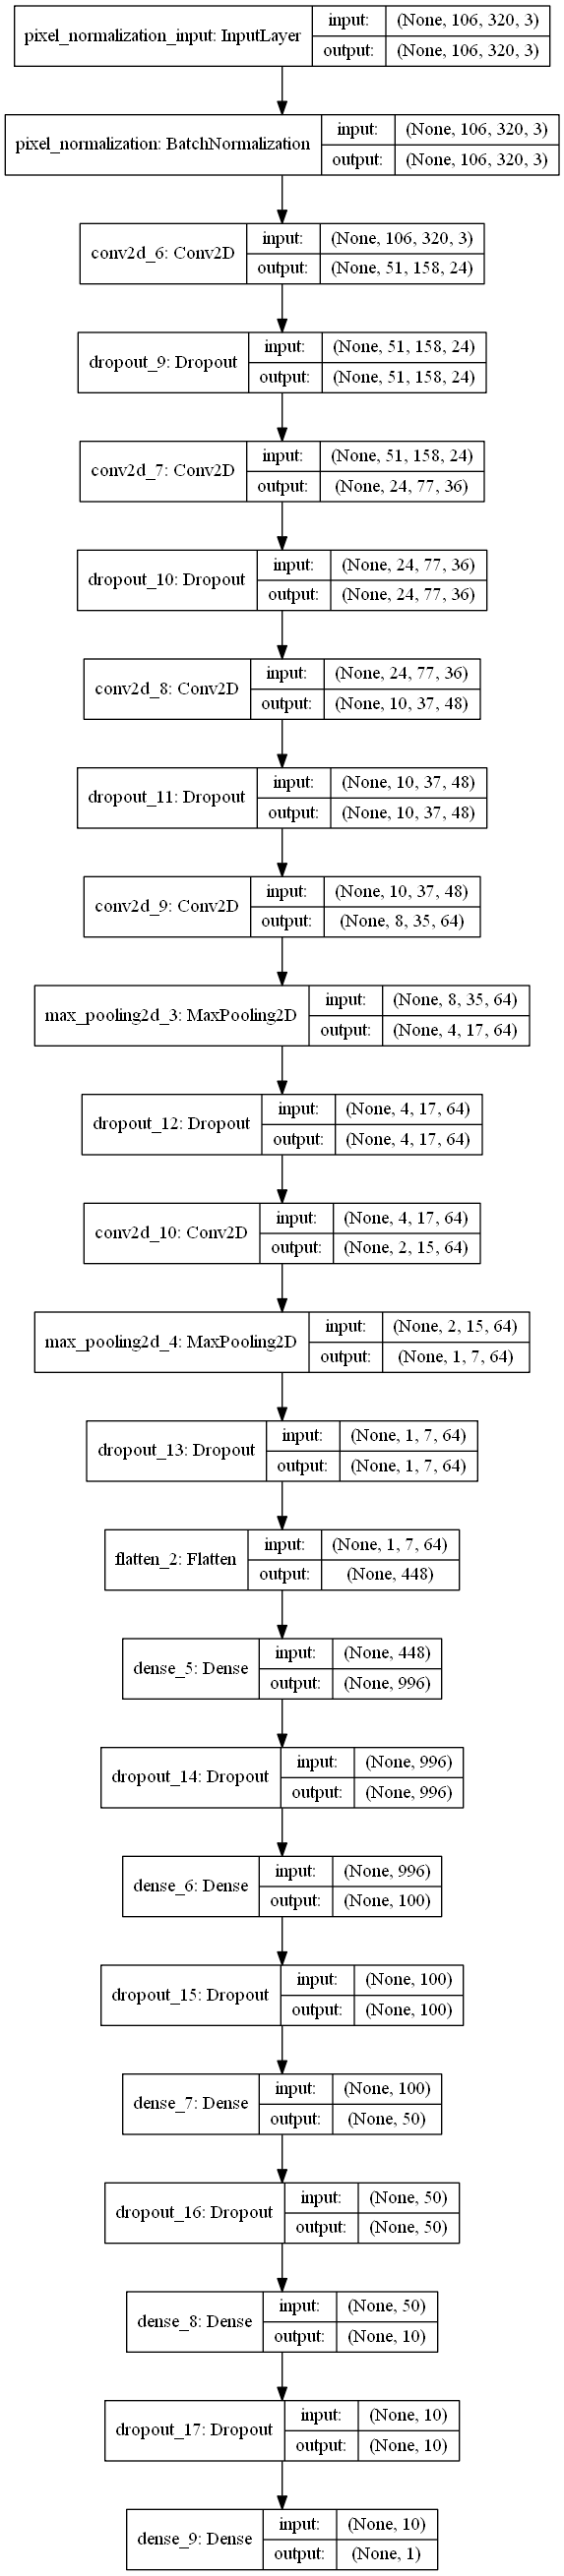 pixel_normalization_input: InputLayer
input: (None, 106, 320, 3)
output: (None, 106, 320, 3)
pixel_normalization: BatchNormalization
input: (None, 106, 320, 3)
output: (None, 106, 320, 3)
conv2d_6: Conv2D
input: (None, 106, 320, 3)
output: (None, 51, 158, 24)
dropout_9: Dropout
input: (None, 51, 158, 24)
output: (None, 51, 158, 24)
conv2d_7: Conv2D
input: (None, 51, 158, 24)
output: (None, 24, 77, 36)
dropout_10: Dropout
input: (None, 24, 77, 36)
output: (None, 24, 77, 36)
conv2d_8: Conv2D
input: (None, 24, 77, 36)
output: (None, 10, 37, 48)
dropout_11: Dropout
input: (None, 10, 37, 48)
output: (None, 10, 37, 48)
conv2d_9: Conv2D
input: (None, 10, 37, 48)
output: (None, 8, 35, 64)
max_pooling2d_3: MaxPooling2D
input: (None, 8, 35, 64)
output: (None, 4, 17, 64)
dropout_12: Dropout
input: (None, 4, 17, 64)
output: (None, 4, 17, 64)
conv2d_10: Conv2D
input: (None, 4, 17, 64)
output: (None, 2, 15, 64)
max_pooling2d_4: MaxPooling2D
input: (None, 2, 15, 64)
output: (None, 1, 7, 64)
dropout_13: Dropout
input: (None, 1, 7, 64)
output: (None, 1, 7, 64)
flatten_2: Flatten
input: (None, 1, 7, 64)
output: (None, 448)
dense_5: Dense
input: (None, 448)
output: (None, 996)
dropout_14: Dropout
input: (None, 996)
output: (None, 996)
dense_6: Dense
input: (None, 996)
output: (None, 100)
dropout_15: Dropout
input: (None, 100)
output: (None, 100)
dense_7: Dense
input: (None, 100)
output: (None, 50)
dropout_16: Dropout
input: (None, 50)
output: (None, 50)
dense_8: Dense
input: (None, 50)
output: (None, 10)
dropout_17: Dropout
input: (None, 10)
output: (None, 10)
dense_9: Dense
input: (None, 10)
output: (None, 1)